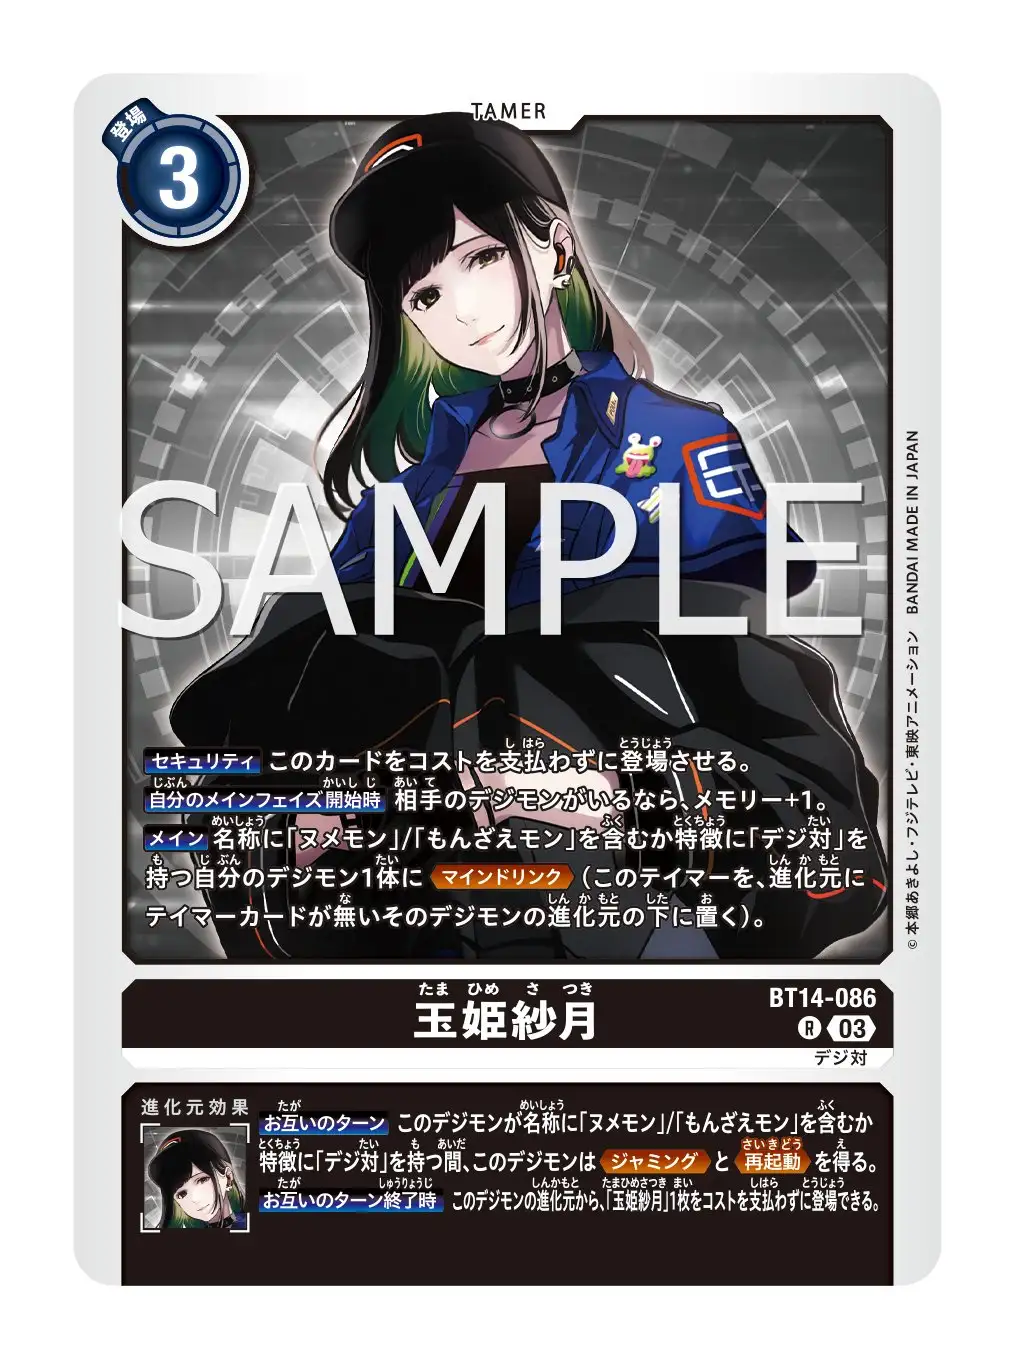 TAMER
登場
3
SAMPLE
セキュリティ このカードをコストを支払わずに登場させる。
自分のメインフェイズ開始時 相手のデジモンがいるなら、メモリー+1。
メイン 名称に「ヌメモン」/「もんざえモン」を含むか特徴に「デジ対」を
持つ自分のデジモン1体に マインドリンク (このテイマーを、進化元に
テイマーカードが無いそのデジモンの進化元の下に置く)。
© 本郷あきよし・フジテレビ・東映アニメーション BANDAI MADE IN JAPAN
たま ひめ さ つき
玉姫紗月
BT14-086
R 03
デジ対
進化元効果
お互いのターン このデジモンが名称に「ヌメモン」/「もんざえモン」を含むか
特徴に「デジ対」を持つ間、このデジモンは ジャミング と 再起動 を得る。
お互いのターン終了時 このデジモンの進化元から、「玉姫紗月」1枚をコストを支払わずに登場できる。